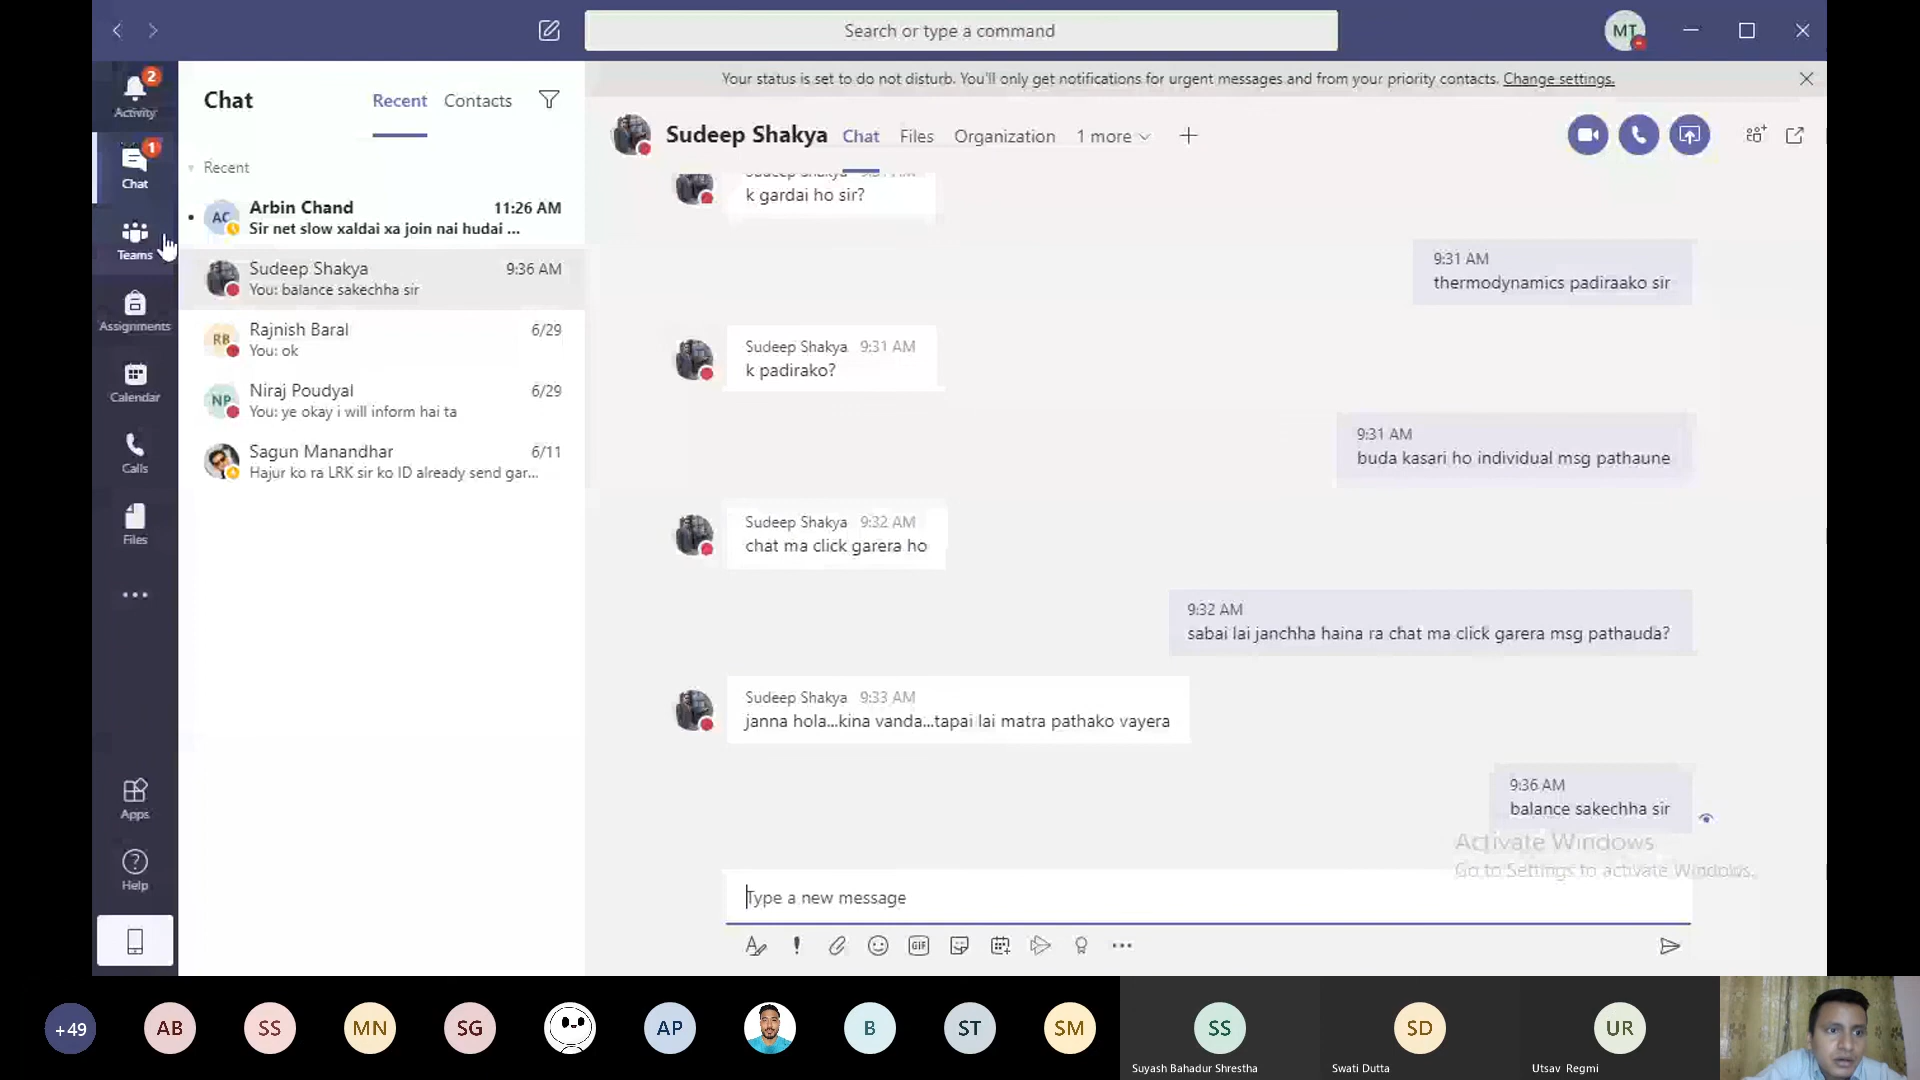 Search or type a command
MT
Your status is set to do not disturb. You'll only get notifications for urgent messages and from your priority contacts. Change settings.
2
Activity
1
Chat
Teams
Assignments
Calendar
Calls
Files
Apps
Help
Chat
Recent
Contacts
Recent
AC
Arbin Chand
11:26 AM
Sir net slow xaldai xa join nai hudai ...
Sudeep Shakya
9:36 AM
You: balance sakechha sir
RB
Rajnish Baral
6/29
You: ok
NP
Niraj Poudyal
6/29
You: ye okay i will inform hai ta
Sagun Manandhar
6/11
Hajur ko ra LRK sir ko ID already send gar...
Sudeep Shakya
Chat
Files
Organization
1 more
k gardai ho sir?
9:31 AM
thermodynamics padiraako sir
Sudeep Shakya 9:31 AM
k padirako?
9:31 AM
buda kasari ho individual msg pathaune
Sudeep Shakya 9:32 AM
chat ma click garera ho
9:32 AM
sabai lai janchha haina ra chat ma click garera msg pathauda?
Sudeep Shakya 9:33 AM
janna hola...kina vanda...tapai lai matra pathako vayera
9:36 AM
balance sakechha sir
Activate Windows
Go to Settings to activate Windows.
Type a new message
GIF
+49
AB
SS
MN
SG
AP
B
ST
SM
SS
Suyash Bahadur Shrestha
SD
Swati Dutta
UR
Utsav Regmi